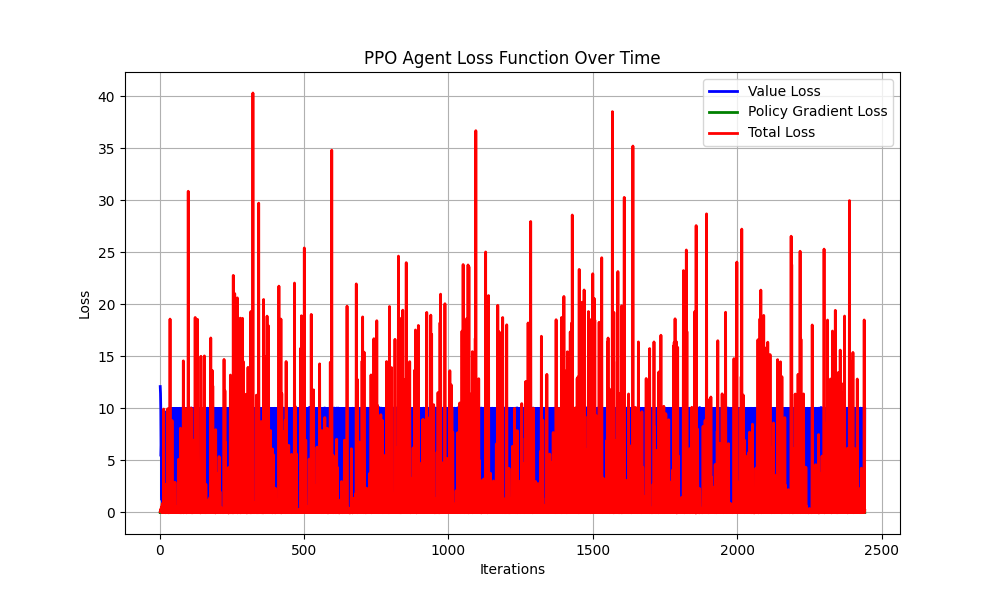 PPO Agent Loss Function Over Time
Value Loss
Policy Gradient Loss
Total Loss
Loss
40
35
30
25
20
15
10
5
0
0 500 1000 1500 2000 2500
Iterations